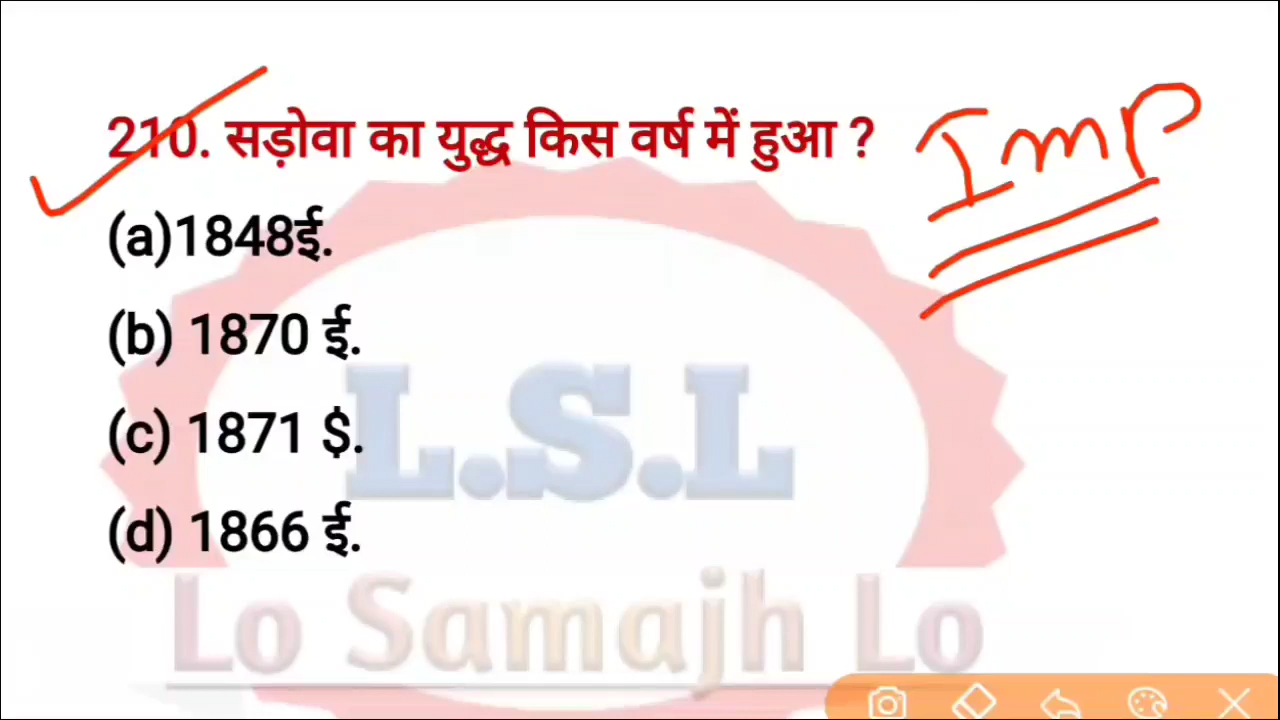 210. सड़ोवा का युद्ध किस वर्ष में हुआ ?
Imp
(a)1848ई.
(b) 1870 ई.
(c) 1871 $.
(d) 1866 ई.
L.S.L
Lo Samajh Lo